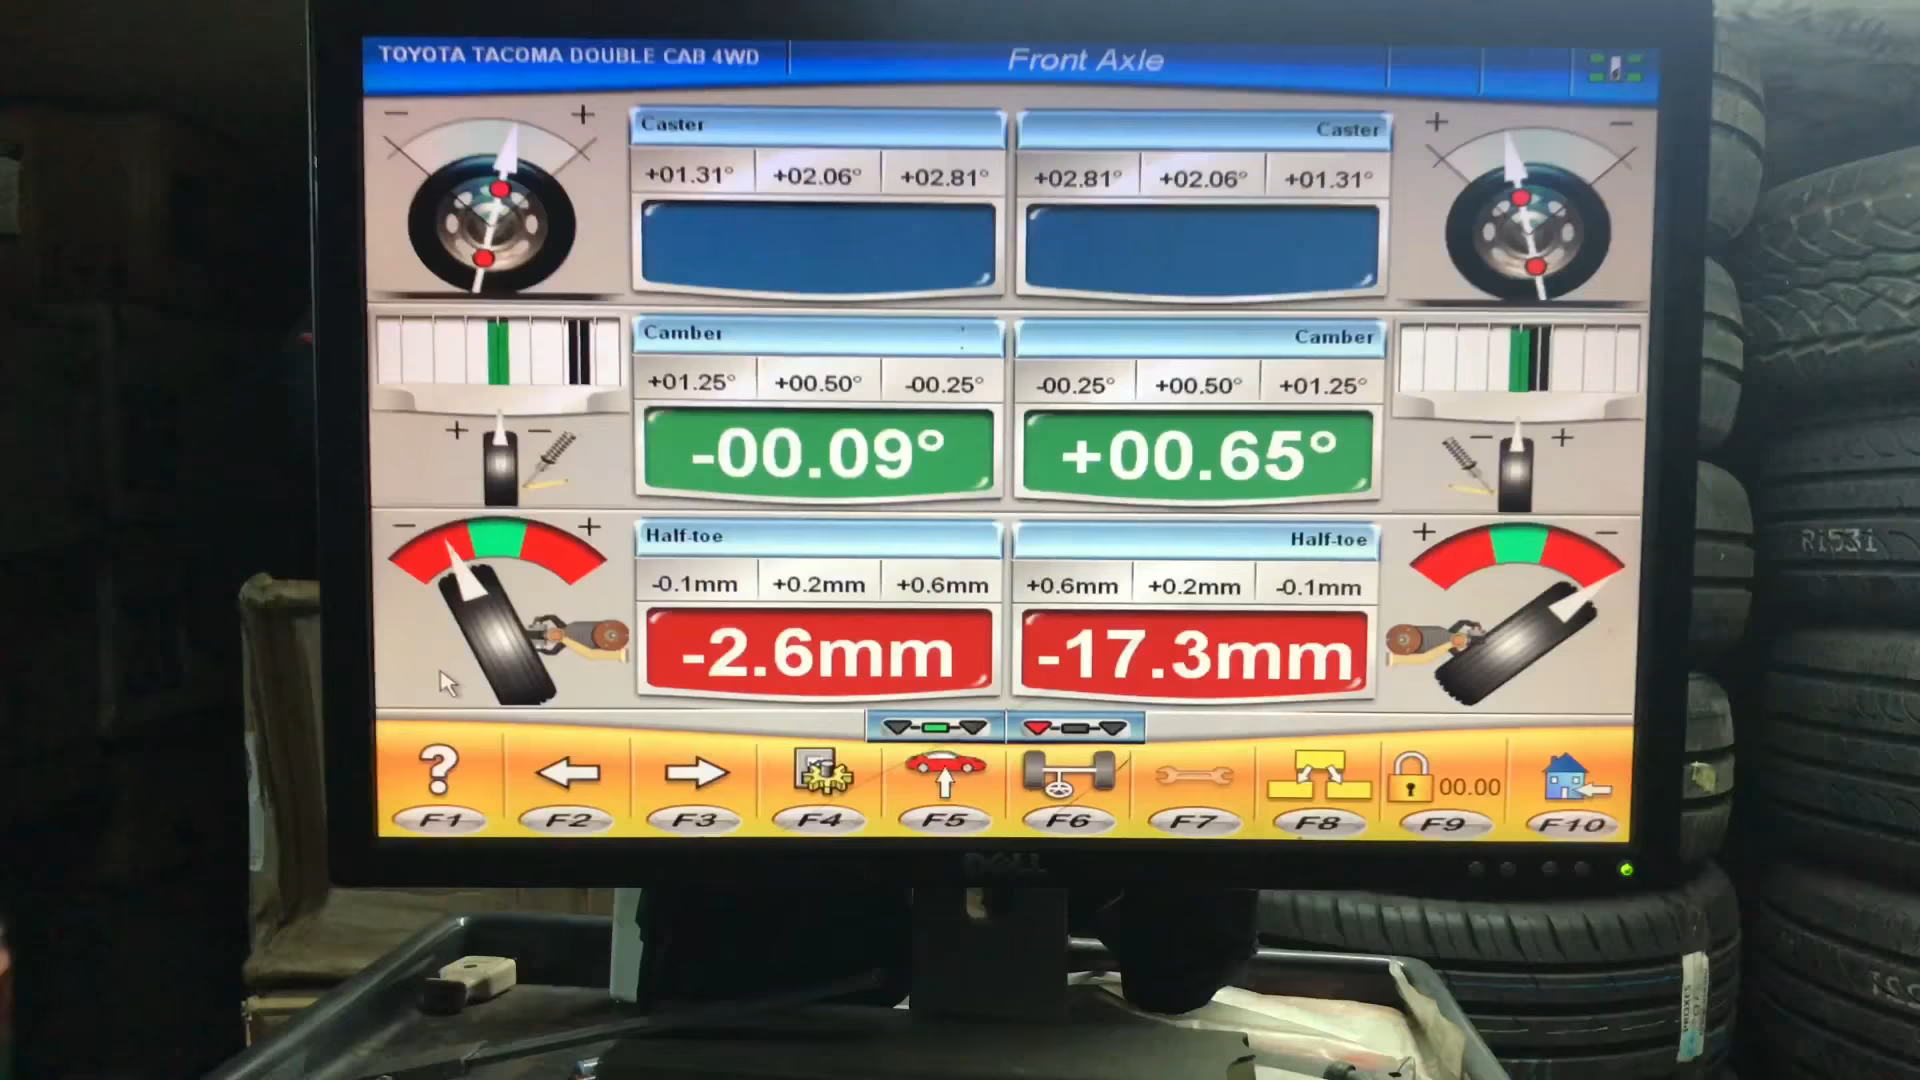 TOYOTA TACOMA DOUBLE CAB 4WD
Front Axle
− +
Caster
Caster
+ −
+01.31° +02.06° +02.81°
+02.81° +02.06° +01.31°
Camber
Camber
+01.25° +00.50° -00.25°
-00.25° +00.50° +01.25°
-00.09°
+00.65°
+ −
− +
Half-toe
Half-toe
− +
+ −
-0.1mm +0.2mm +0.6mm
+0.6mm +0.2mm -0.1mm
-2.6mm
-17.3mm
?
00.00
F1 F2 F3 F4 F5 F6 F7 F8 F9 F10
DELL
R1531
PROXES